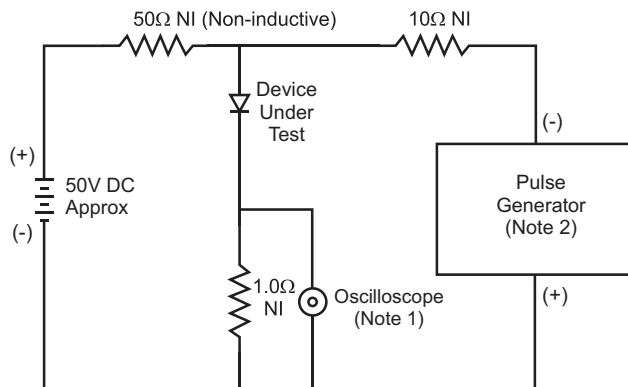 50Ω NI (Non-inductive)
10Ω NI
Device
Under
Test
(+)
50V DC
Approx
(-)
(-)
Pulse
Generator
(Note 2)
(+)
1.0Ω
NI
Oscilloscope
(Note 1)